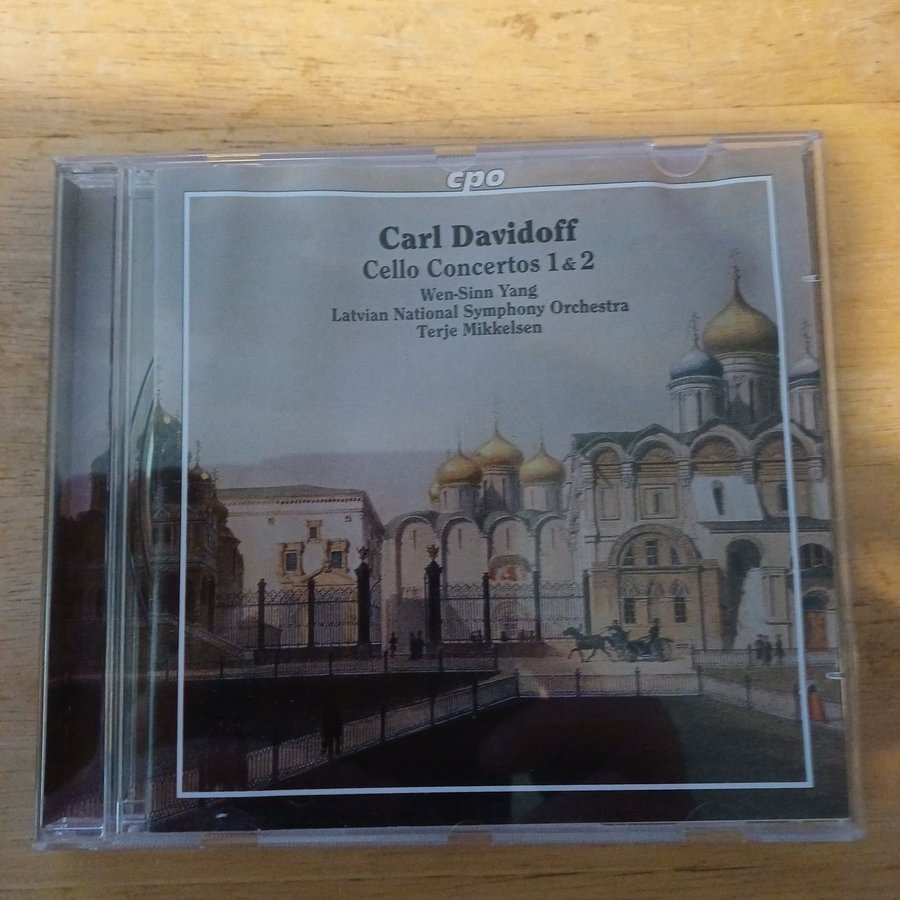 cpo
Carl Davidoff
Cello Concertos 1 & 2
Wen-Sinn Yang
Latvian National Symphony Orchestra
Terje Mikkelsen